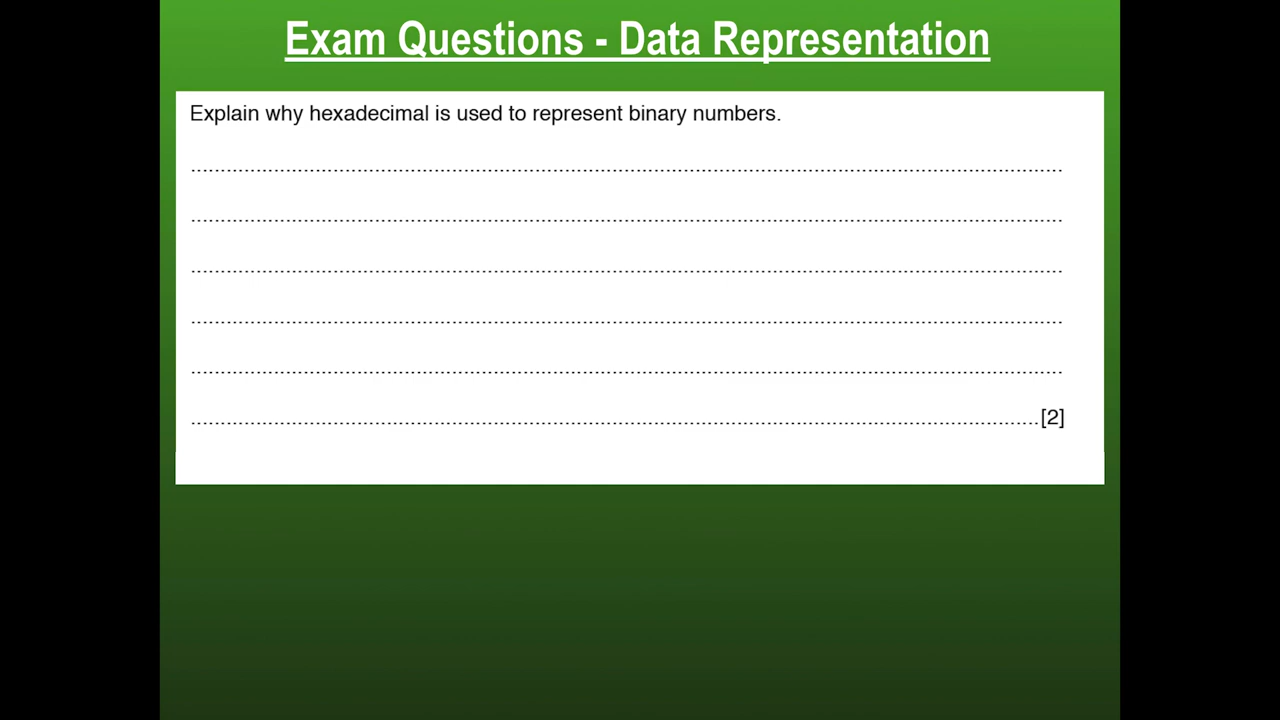 Exam Questions - Data Representation
Explain why hexadecimal is used to represent binary numbers.
[2]